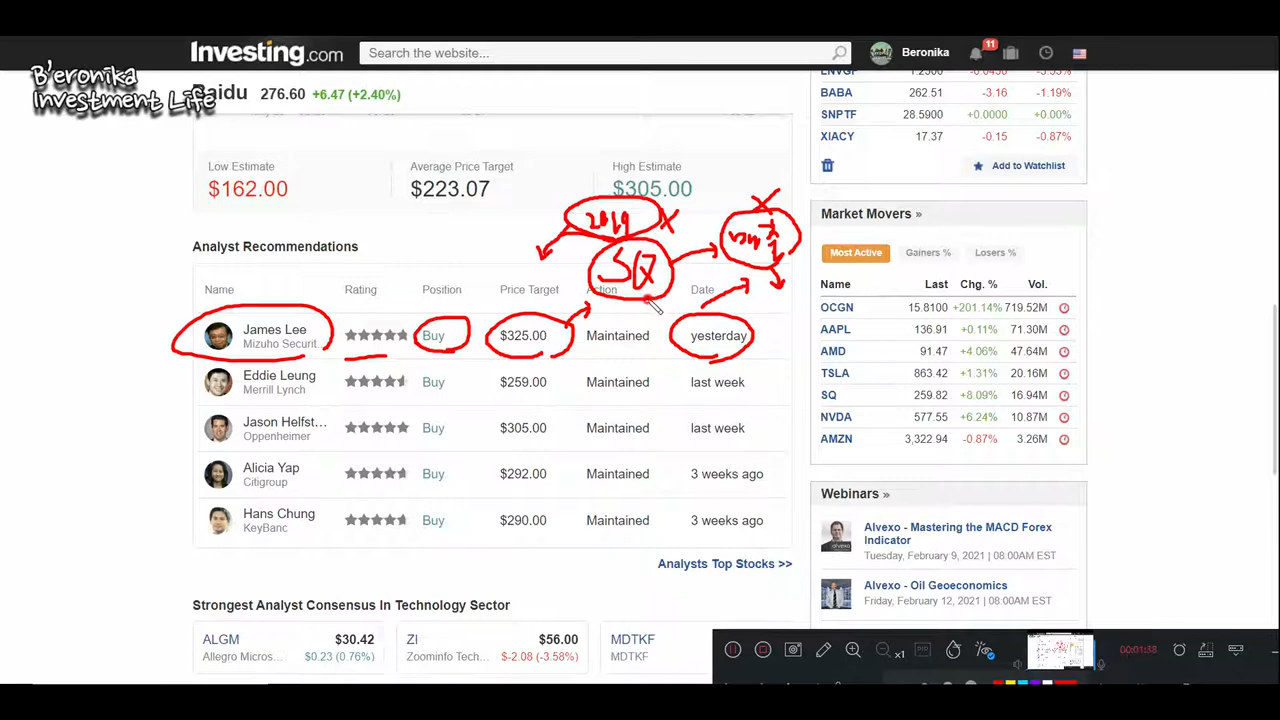 Investing.com
Search the website...
Beronika
11
B'eronika
Investment Life
Baidu 276.60 +6.47 (+2.40%)
Low Estimate
$162.00
Average Price Target
$223.07
High Estimate
$305.00
2019
SQ
Analyst Recommendations
Name Rating Position Price Target Action Date
James Lee
Mizuho Securit...
Buy $325.00 Maintained yesterday
Eddie Leung
Merrill Lynch
Buy $259.00 Maintained last week
Jason Helfst...
Oppenheimer
Buy $305.00 Maintained last week
Alicia Yap
Citigroup
Buy $292.00 Maintained 3 weeks ago
Hans Chung
KeyBanc
Buy $290.00 Maintained 3 weeks ago
Analysts Top Stocks >>
Strongest Analyst Consensus In Technology Sector
ALGM $30.42
Allegro Micros... $0.23 (0.76%)
ZI $56.00
Zoominfo Tech... $-2.08 (-3.58%)
MDTKF
MDTKF
BABA 262.51 -3.16 -1.19%
SNPTF 28.5900 +0.0000 +0.00%
XIACY 17.37 -0.15 -0.87%
Add to Watchlist
Market Movers »
Most Active Gainers % Losers %
Name Last Chg. % Vol.
OCGN 15.8100 +201.14% 719.52M
AAPL 136.91 +0.11% 71.30M
AMD 91.47 +4.06% 47.64M
TSLA 863.42 +1.31% 20.16M
SQ 259.82 +8.09% 16.94M
NVDA 577.55 +6.24% 10.87M
AMZN 3,322.94 -0.87% 3.26M
Webinars »
Alvexo - Mastering the MACD Forex
Indicator
Tuesday, February 9, 2021 | 08:00AM EST
Alvexo - Oil Geoeconomics
Friday, February 12, 2021 | 08:00AM EST
x1
00:01:38